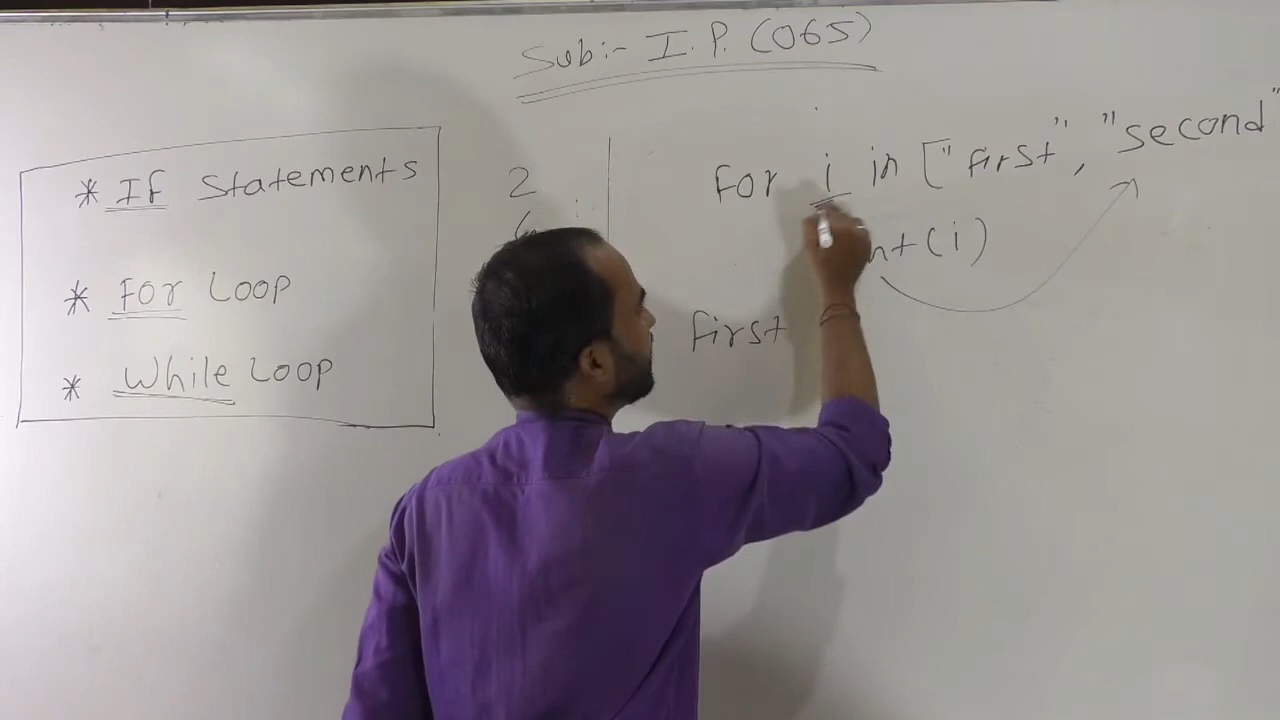 Sub:- I.P. (065)
* IF Statements
* For Loop
* While Loop
2
For i in ["first", "second"
nt(i)
first